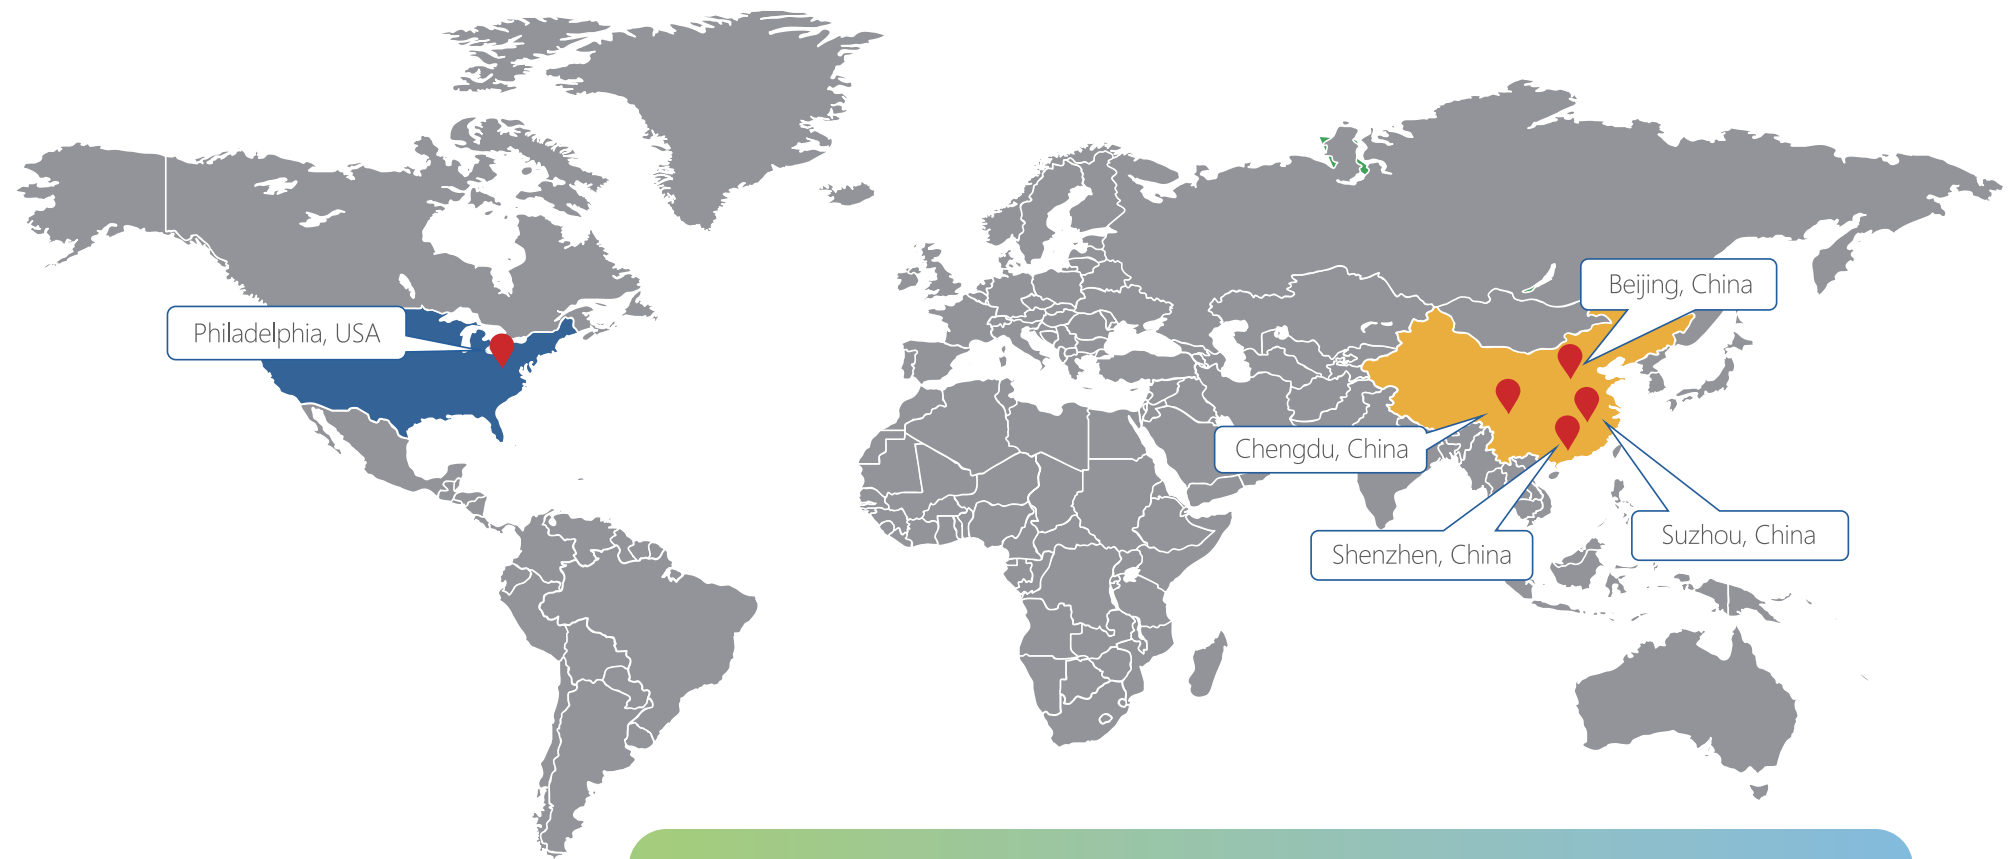 Beijing, China
Philadelphia, USA
Chengdu, China
Suzhou, China
Shenzhen, China